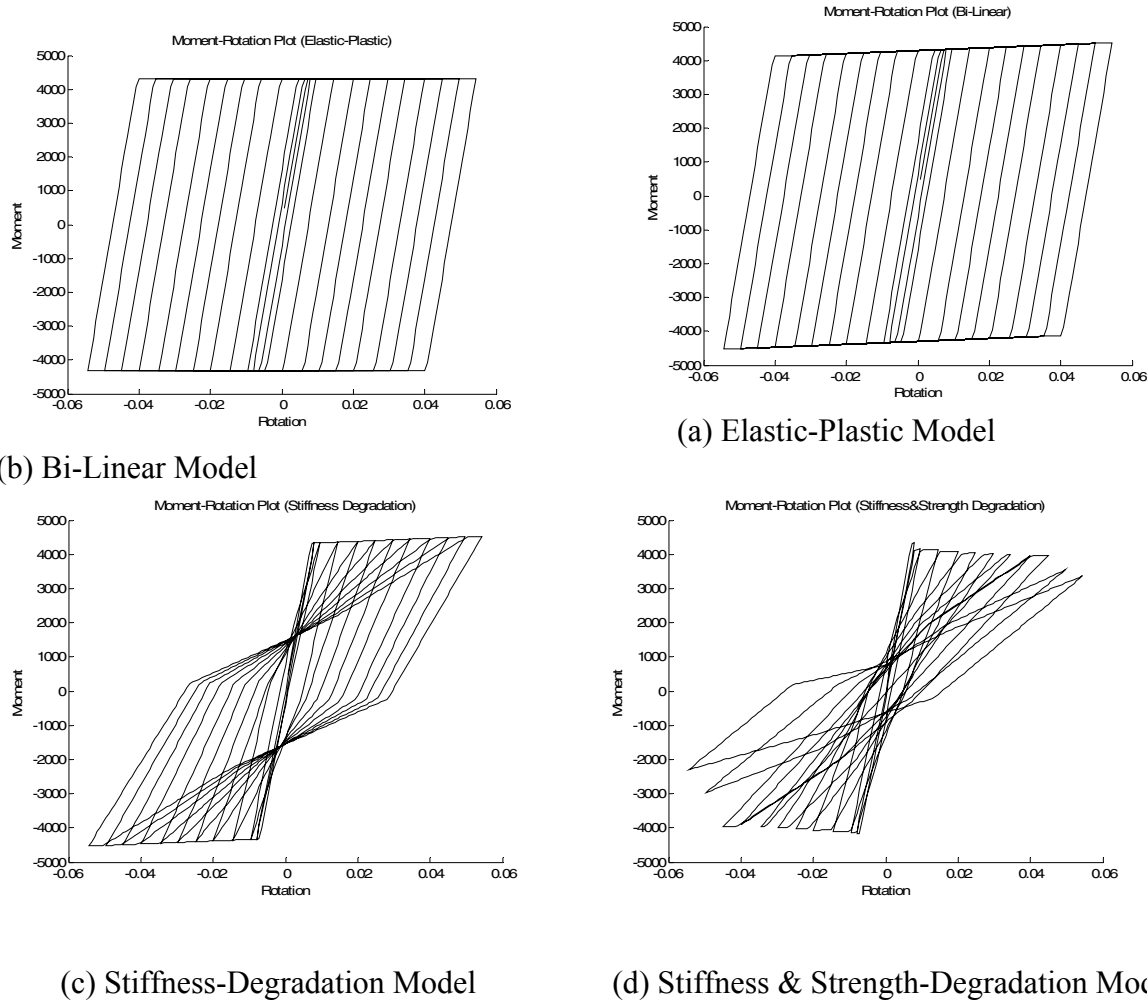 Moment-Rotation Plot (Elastic-Plastic)
5000
4000
3000
2000
1000
0
-1000
-2000
-3000
-4000
-5000
Moment
-0.06 -0.04 -0.02 0 0.02 0.04 0.06
Rotation
Moment-Rotation Plot (Bi-Linear)
5000
4000
3000
2000
1000
0
-1000
-2000
-3000
-4000
-5000
Moment
-0.06 -0.04 -0.02 0 0.02 0.04 0.06
Rotation
(a) Elastic-Plastic Model
(b) Bi-Linear Model
Moment-Rotation Plot (Stiffness Degradation)
5000
4000
3000
2000
1000
0
-1000
-2000
-3000
-4000
-5000
Moment
-0.06 -0.04 -0.02 0 0.02 0.04 0.06
Rotation
Moment-Rotation Plot (Stiffness&Strength Degradation)
5000
4000
3000
2000
1000
0
-1000
-2000
-3000
-4000
-5000
Moment
-0.06 -0.04 -0.02 0 0.02 0.04 0.06
Rotation
(c) Stiffness-Degradation Model
(d) Stiffness & Strength-Degradation Mod